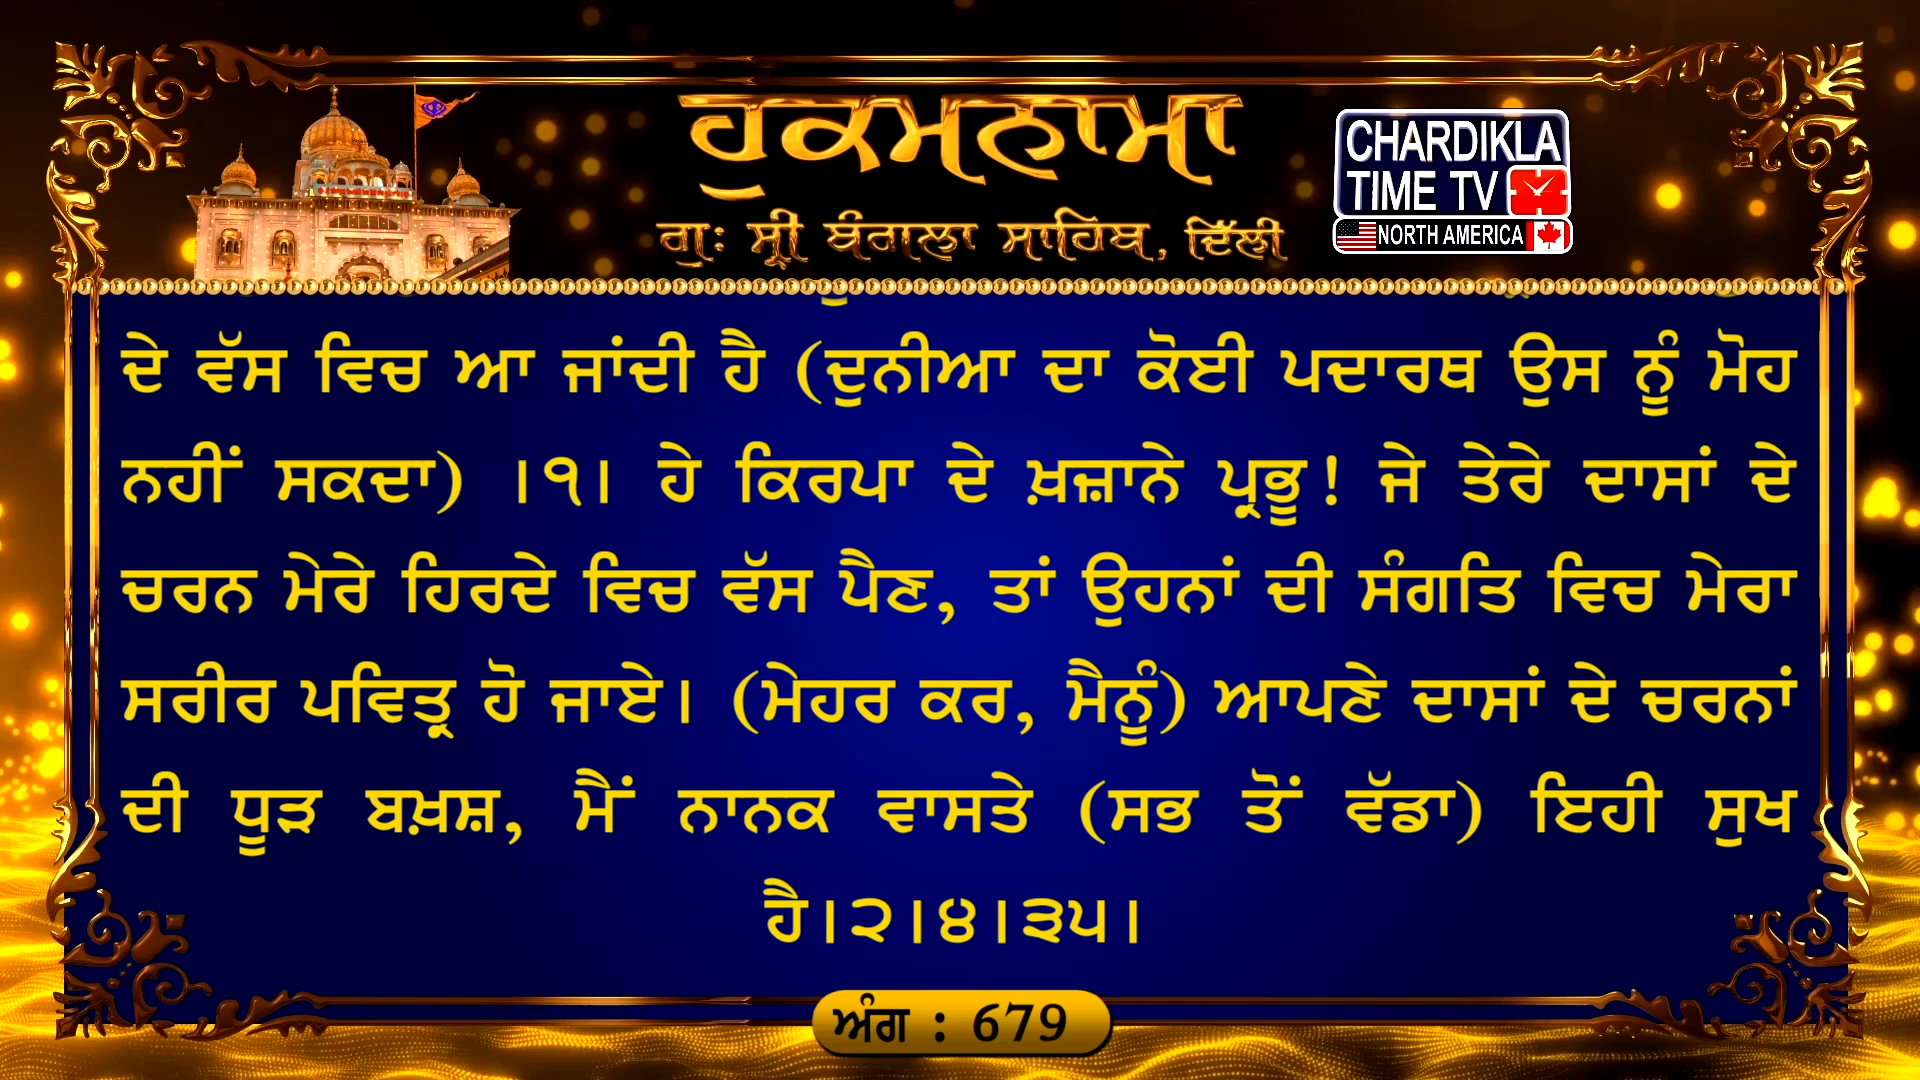 ਹੁਕਮਨਾਮਾ
ਗੁਃ ਸ੍ਰੀ ਬੰਗਲਾ ਸਾਹਿਬ, ਦਿੱਲੀ
CHARDIKLA
TIME TV
NORTH AMERICA
ਦੇ ਵੱਸ ਵਿਚ ਆ ਜਾਂਦੀ ਹੈ (ਦੁਨੀਆ ਦਾ ਕੋਈ ਪਦਾਰਥ ਉਸ ਨੂੰ ਮੋਹ
ਨਹੀਂ ਸਕਦਾ) ।੧। ਹੇ ਕਿਰਪਾ ਦੇ ਖ਼ਜ਼ਾਨੇ ਪ੍ਰਭੂ! ਜੇ ਤੇਰੇ ਦਾਸਾਂ ਦੇ
ਚਰਨ ਮੇਰੇ ਹਿਰਦੇ ਵਿਚ ਵੱਸ ਪੈਣ, ਤਾਂ ਉਹਨਾਂ ਦੀ ਸੰਗਤਿ ਵਿਚ ਮੇਰਾ
ਸਰੀਰ ਪਵਿਤ੍ਰ ਹੋ ਜਾਏ। (ਮੇਹਰ ਕਰ, ਮੈਨੂੰ) ਆਪਣੇ ਦਾਸਾਂ ਦੇ ਚਰਨਾਂ
ਦੀ ਧੂੜ ਬਖ਼ਸ਼, ਮੈਂ ਨਾਨਕ ਵਾਸਤੇ (ਸਭ ਤੋਂ ਵੱਡਾ) ਇਹੀ ਸੁਖ
ਹੈ।੨।੪।੩੫।
ਅੰਗ : 679